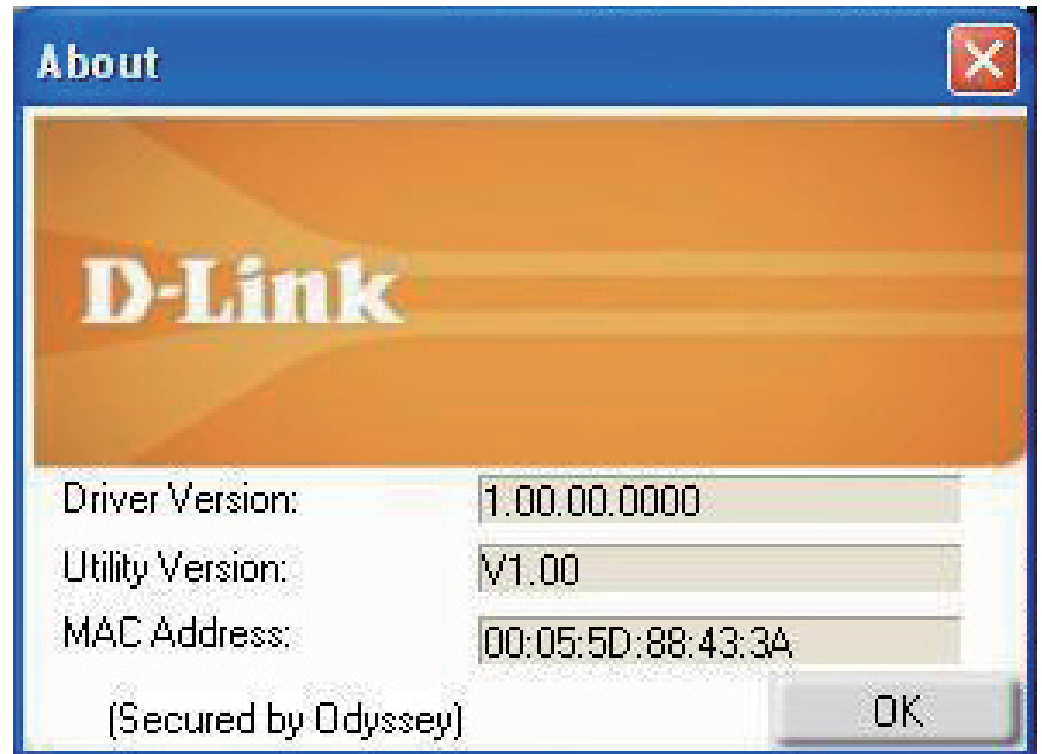 About
D-Link
Driver Version: 1.00.00.0000
Utility Version: V1.00
MAC Address: 00:05:5D:88:43:3A
(Secured by Odyssey) OK